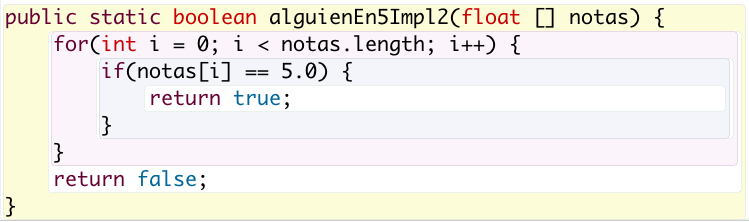 public static boolean alguienEn5Impl2(float [] notas) {
for(int i = 0; i < notas.length; i++) {
if(notas[i] == 5.0) {
return true;
}
}
return false;
}